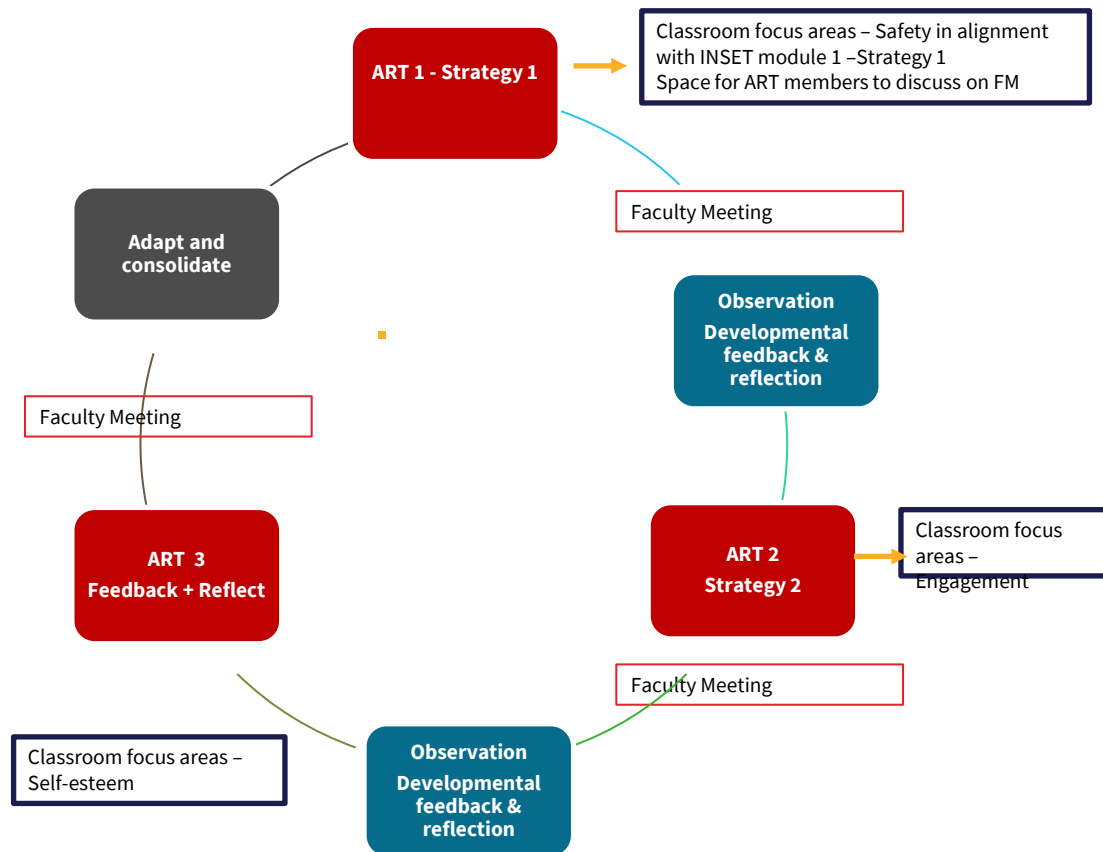 ART 1 - Strategy 1
Classroom focus areas – Safety in alignment
with INSET module 1 –Strategy 1
Space for ART members to discuss on FM
Faculty Meeting
Adapt and
consolidate
Observation
Developmental
feedback &
reflection
Faculty Meeting
ART 3
Feedback + Reflect
ART 2
Strategy 2
Classroom focus
areas –
Engagement
Faculty Meeting
Classroom focus areas –
Self-esteem
Observation
Developmental
feedback &
reflection